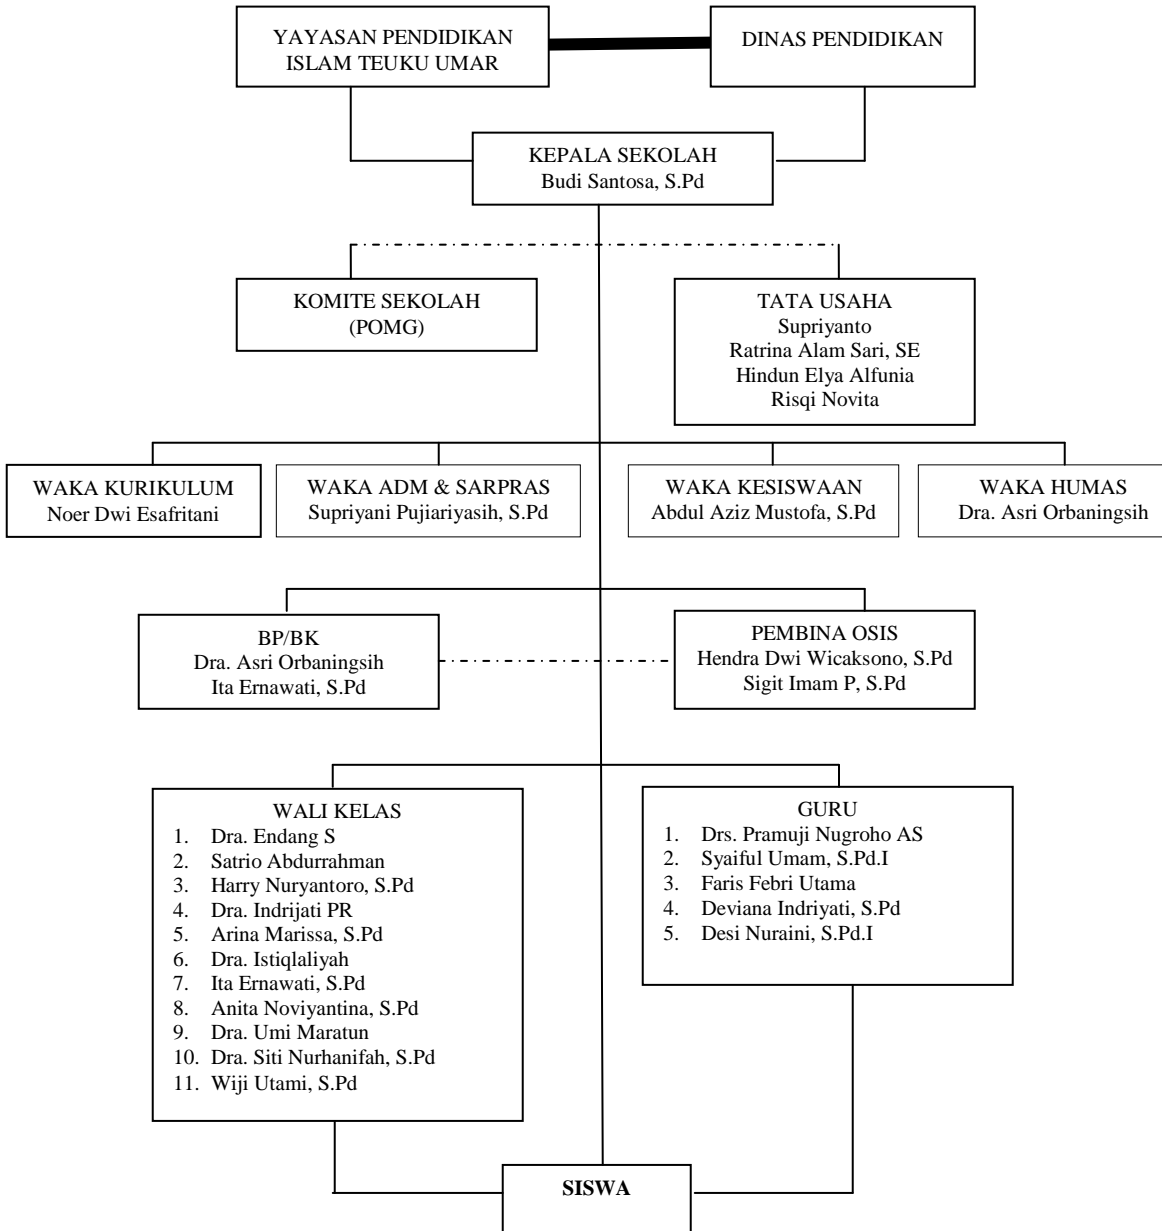 YAYASAN PENDIDIKAN
ISLAM TEUKU UMAR
DINAS PENDIDIKAN
KEPALA SEKOLAH
Budi Santosa, S.Pd
KOMITE SEKOLAH
(POMG)
TATA USAHA
Supriyanto
Ratrina Alam Sari, SE
Hindun Elya Alfunia
Risqi Novita
WAKA KURIKULUM
Noer Dwi Esafritani
WAKA ADM & SARPRAS
Supriyani Pujiariyasih, S.Pd
WAKA KESISWAAN
Abdul Aziz Mustofa, S.Pd
WAKA HUMAS
Dra. Asri Orbaningsih
BP/BK
Dra. Asri Orbaningsih
Ita Ernawati, S.Pd
PEMBINA OSIS
Hendra Dwi Wicaksono, S.Pd
Sigit Imam P, S.Pd
WALI KELAS
1. Dra. Endang S
2. Satrio Abdurrahman
3. Harry Nuryantoro, S.Pd
4. Dra. Indrijati PR
5. Arina Marissa, S.Pd
6. Dra. Istiqlaliyah
7. Ita Ernawati, S.Pd
8. Anita Noviyantina, S.Pd
9. Dra. Umi Maratun
10. Dra. Siti Nurhanifah, S.Pd
11. Wiji Utami, S.Pd
GURU
1. Drs. Pramuji Nugroho AS
2. Syaiful Umam, S.Pd.I
3. Faris Febri Utama
4. Deviana Indriyati, S.Pd
5. Desi Nuraini, S.Pd.I
SISWA